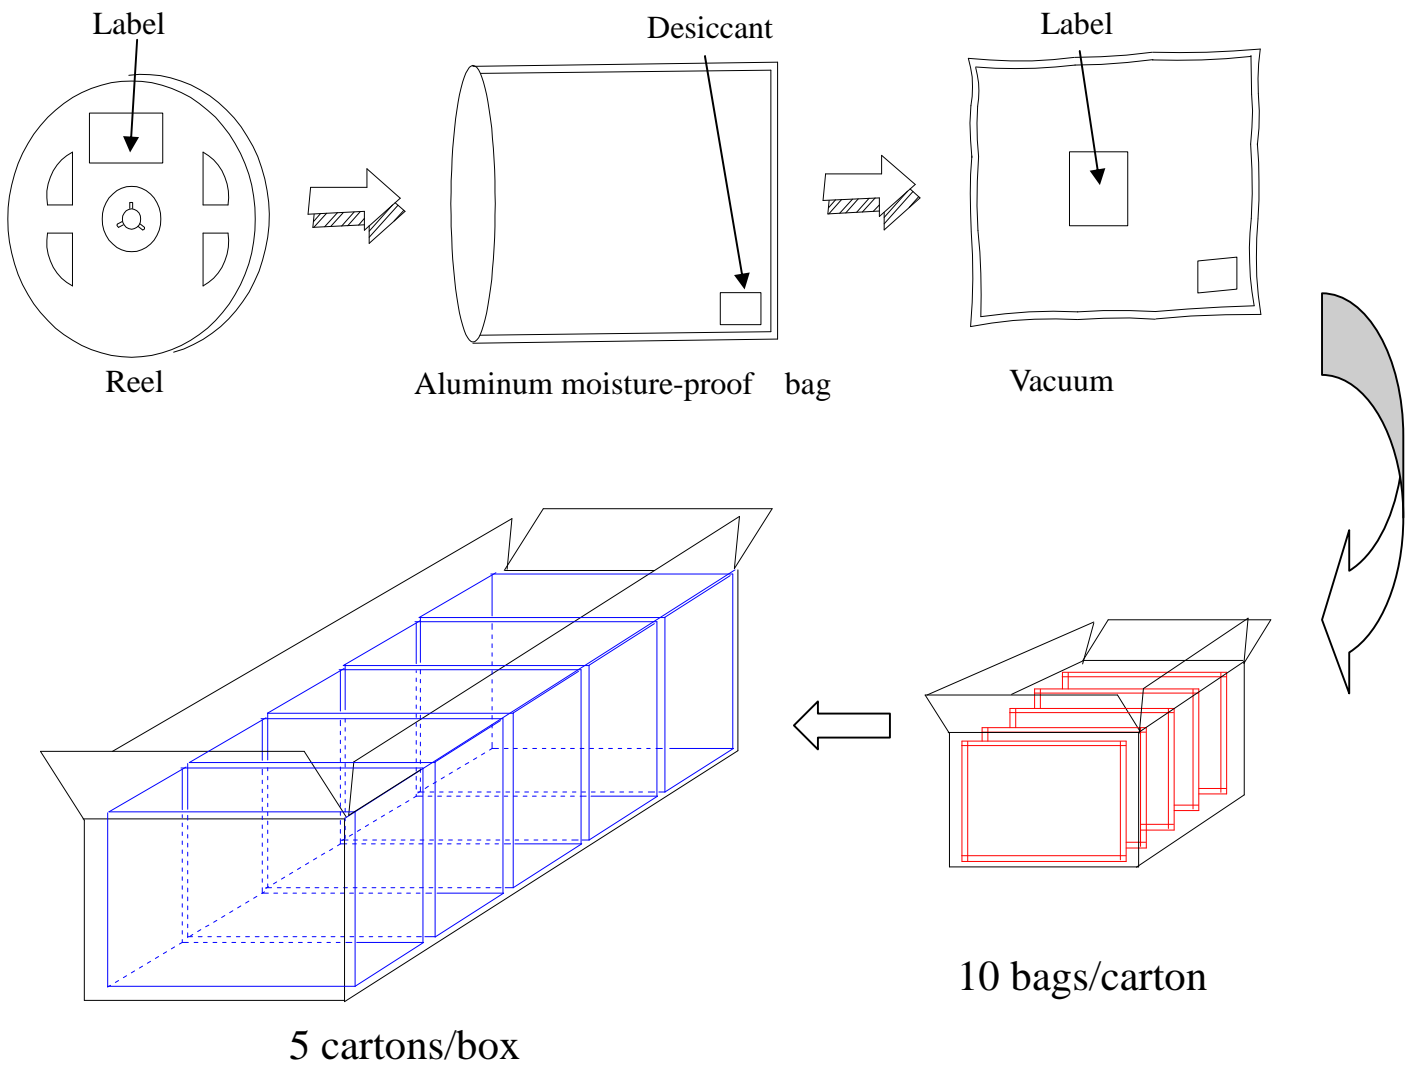 Label
Desiccant
Label
Reel
Aluminum moisture-proof bag
Vacuum
10 bags/carton
5 cartons/box